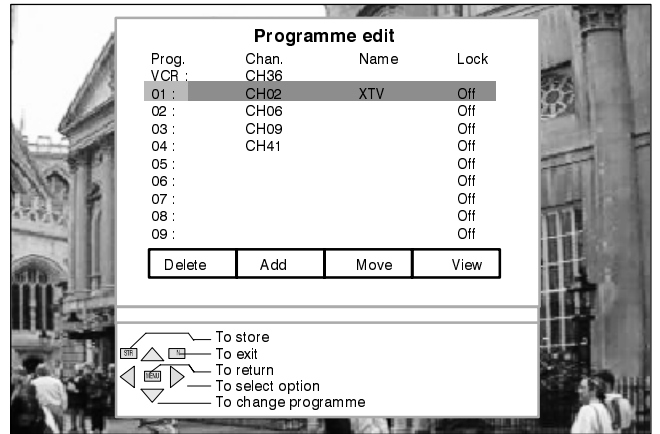 Programme edit
Prog. Chan. Name Lock
VCR : CH36
01 : CH02 XTV Off
02 : CH06 Off
03 : CH09 Off
04 : CH41 Off
05 : Off
06 : Off
07 : Off
08 : Off
09 : Off
Delete Add Move View
To store
STR To exit
MENU To return
To select option
To change programme